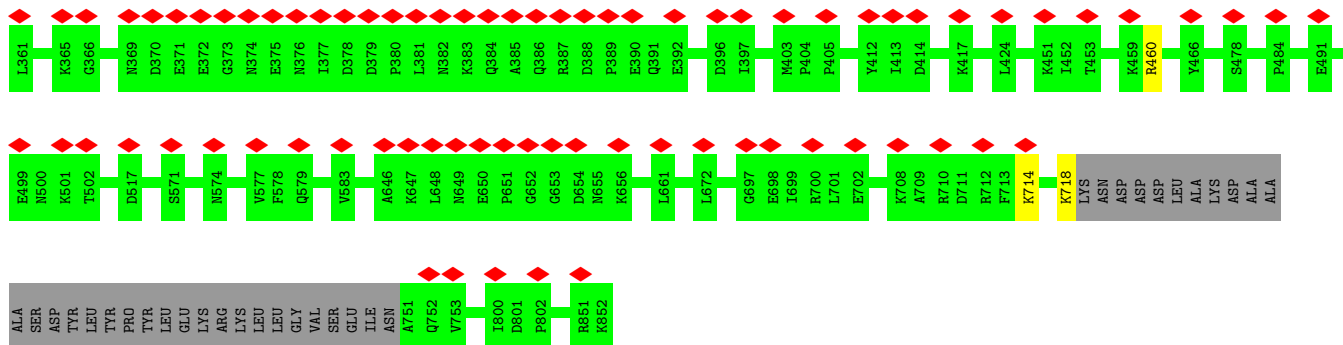 L361 K365 G366 N369 D370 E371 E372 G373 N374 E375 N376 I377 D378 D379 P380 L381 N382 K383 Q384 A385 Q386 R387 D388 P389 E390 Q391 E392 D396 I397 M403 P404 P405 Y412 I413 D414 K417 L424 K451 I452 T453 K459 R460 Y466 S478 P484 E491
E499 N500 K501 T502 D517 S571 N574 V577 F578 Q579 V583 A646 K647 L648 N649 E650 P651 G652 G653 D654 N655 K656 L661 L672 G697 E698 I699 R700 L701 E702 K708 A709 R710 D711 R712 F713 K714 K718 LYS ASN ASP ASP ASP LEU ALA LYS ASP ALA ALA
ALA SER ASP TYR LEU TYR PRO TYR LEU GLU LYS ARG LYS LEU LEU GLY VAL SER GLU ILE ASN A751 Q752 V753 I800 D801 P802 R851 K852